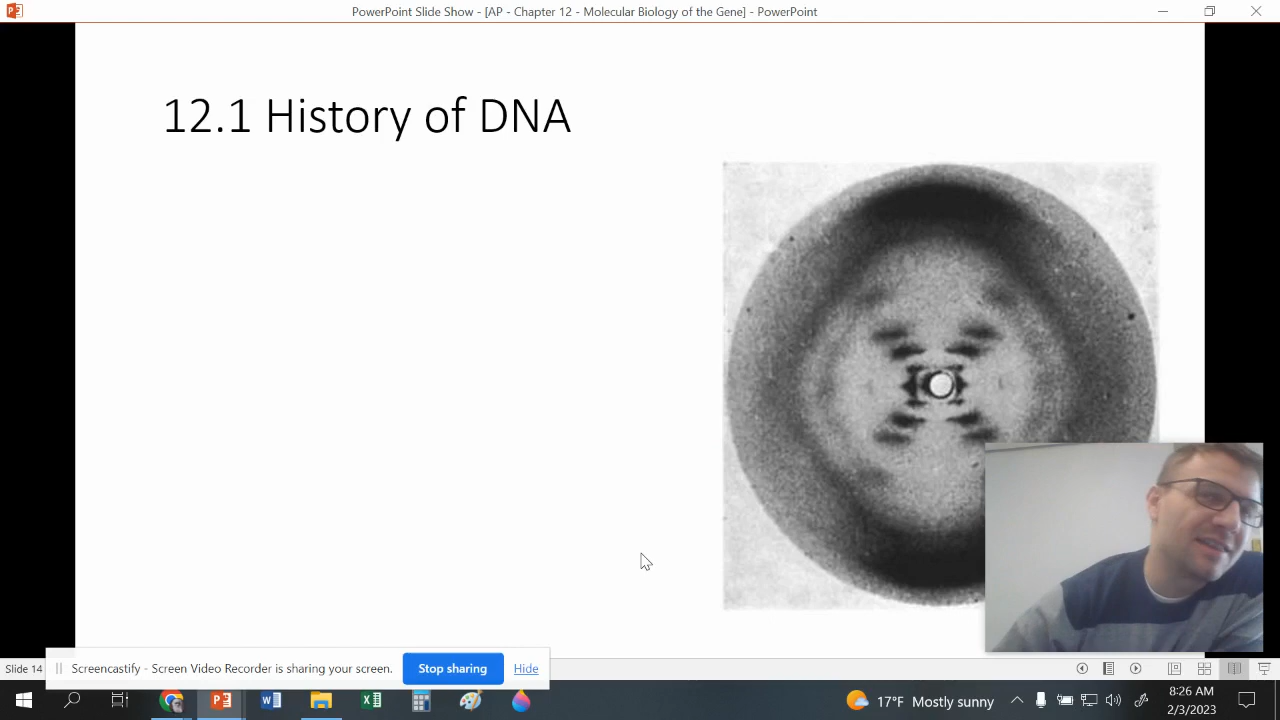 PowerPoint Slide Show - [AP - Chapter 12 - Molecular Biology of the Gene] - PowerPoint
12.1 History of DNA
Slide 14
Screencastify - Screen Video Recorder is sharing your screen.
Stop sharing
Hide
17°F Mostly sunny
8:26 AM
2/3/2023